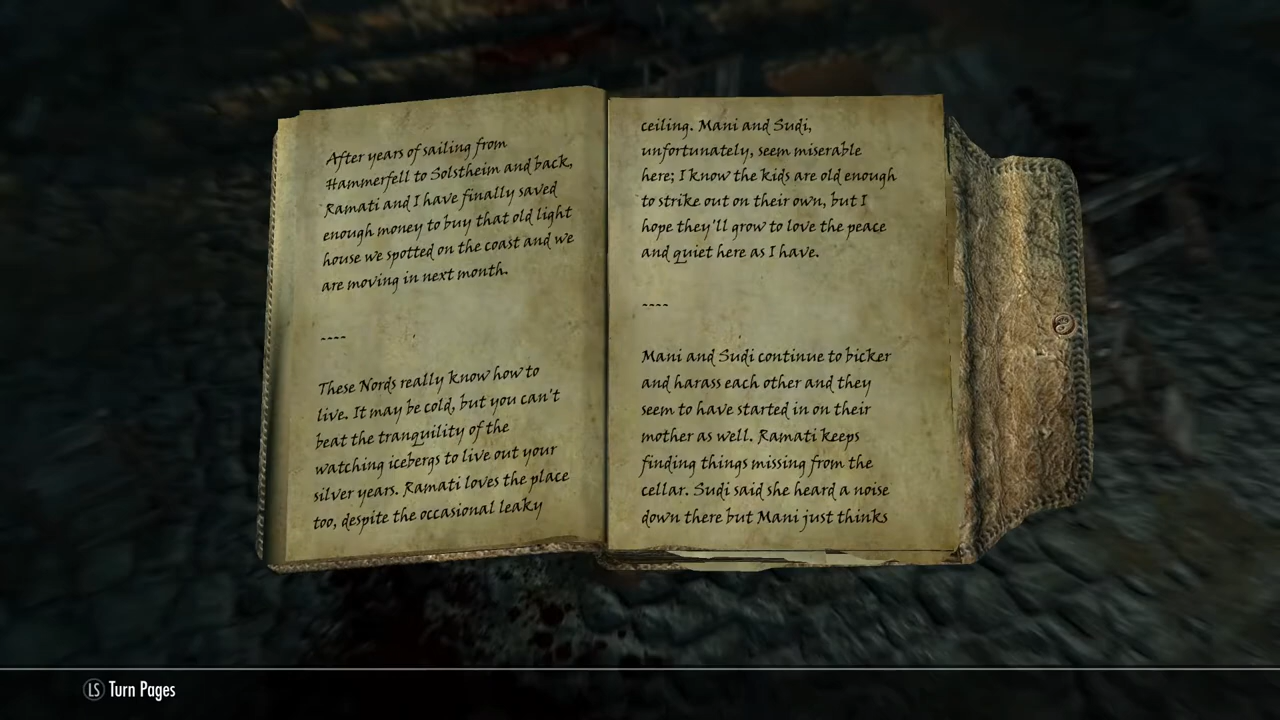 After years of sailing from
Hammerfell to Solstheim and back,
Ramati and I have finally saved
enough money to buy that old light
house we spotted on the coast and we
are moving in next month.
----
These Nords really know how to
live. It may be cold, but you can't
beat the tranquility of the
watching icebergs to live out your
silver years. Ramati loves the place
too, despite the occasional leaky
ceiling. Mani and Sudi,
unfortunately, seem miserable
here; I know the kids are old enough
to strike out on their own, but I
hope they'll grow to love the peace
and quiet here as I have.
----
Mani and Sudi continue to bicker
and harass each other and they
seem to have started in on their
mother as well. Ramati keeps
finding things missing from the
cellar. Sudi said she heard a noise
down there but Mani just thinks
LS Turn Pages